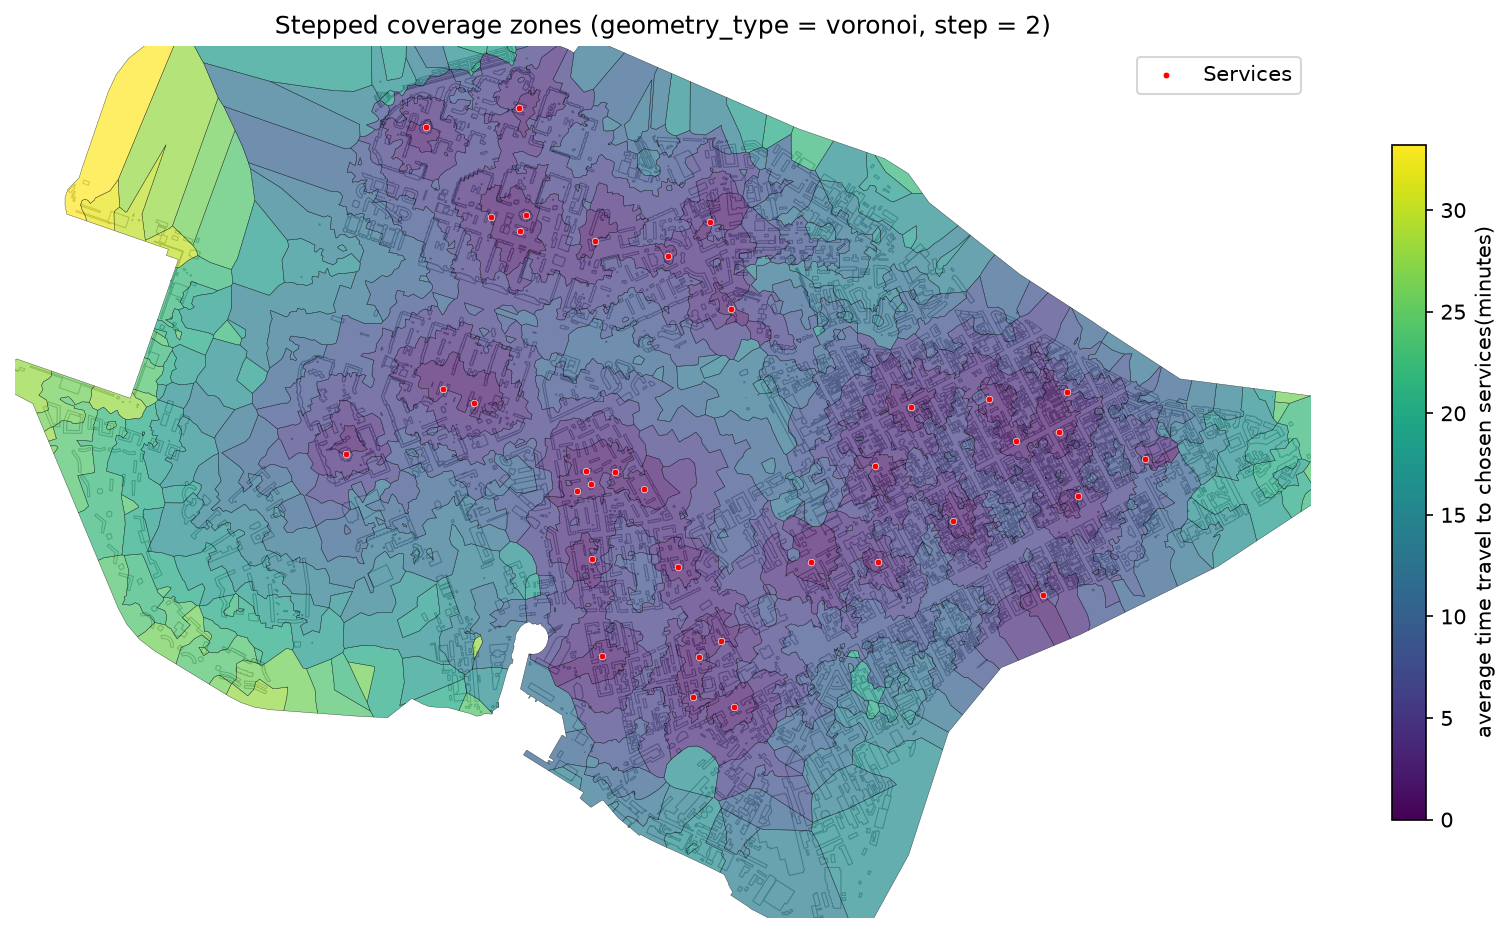 Stepped coverage zones (geometry_type = voronoi, step = 2)
Services
30
25
20
15
10
5
0
average time travel to chosen services(minutes)